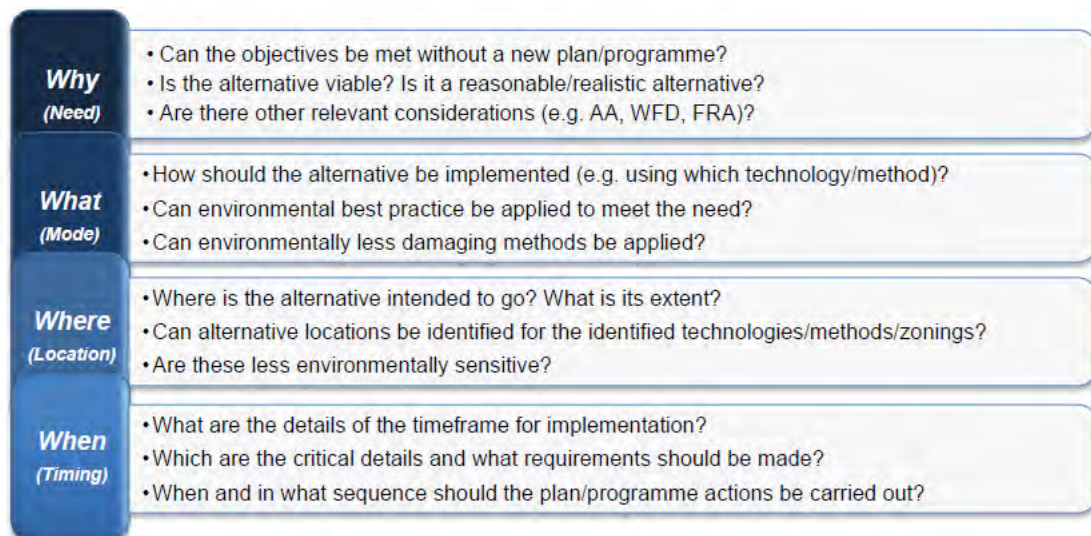 Why
(Need)
• Can the objectives be met without a new plan/programme?
• Is the alternative viable? Is it a reasonable/realistic alternative?
• Are there other relevant considerations (e.g. AA, WFD, FRA)?
What
(Mode)
•How should the alternative be implemented (e.g. using which technology/method)?
•Can environmental best practice be applied to meet the need?
•Can environmentally less damaging methods be applied?
Where
(Location)
•Where is the alternative intended to go? What is its extent?
•Can alternative locations be identified for the identified technologies/methods/zonings?
•Are these less environmentally sensitive?
When
(Timing)
•What are the details of the timeframe for implementation?
•Which are the critical details and what requirements should be made?
•When and in what sequence should the plan/programme actions be carried out?